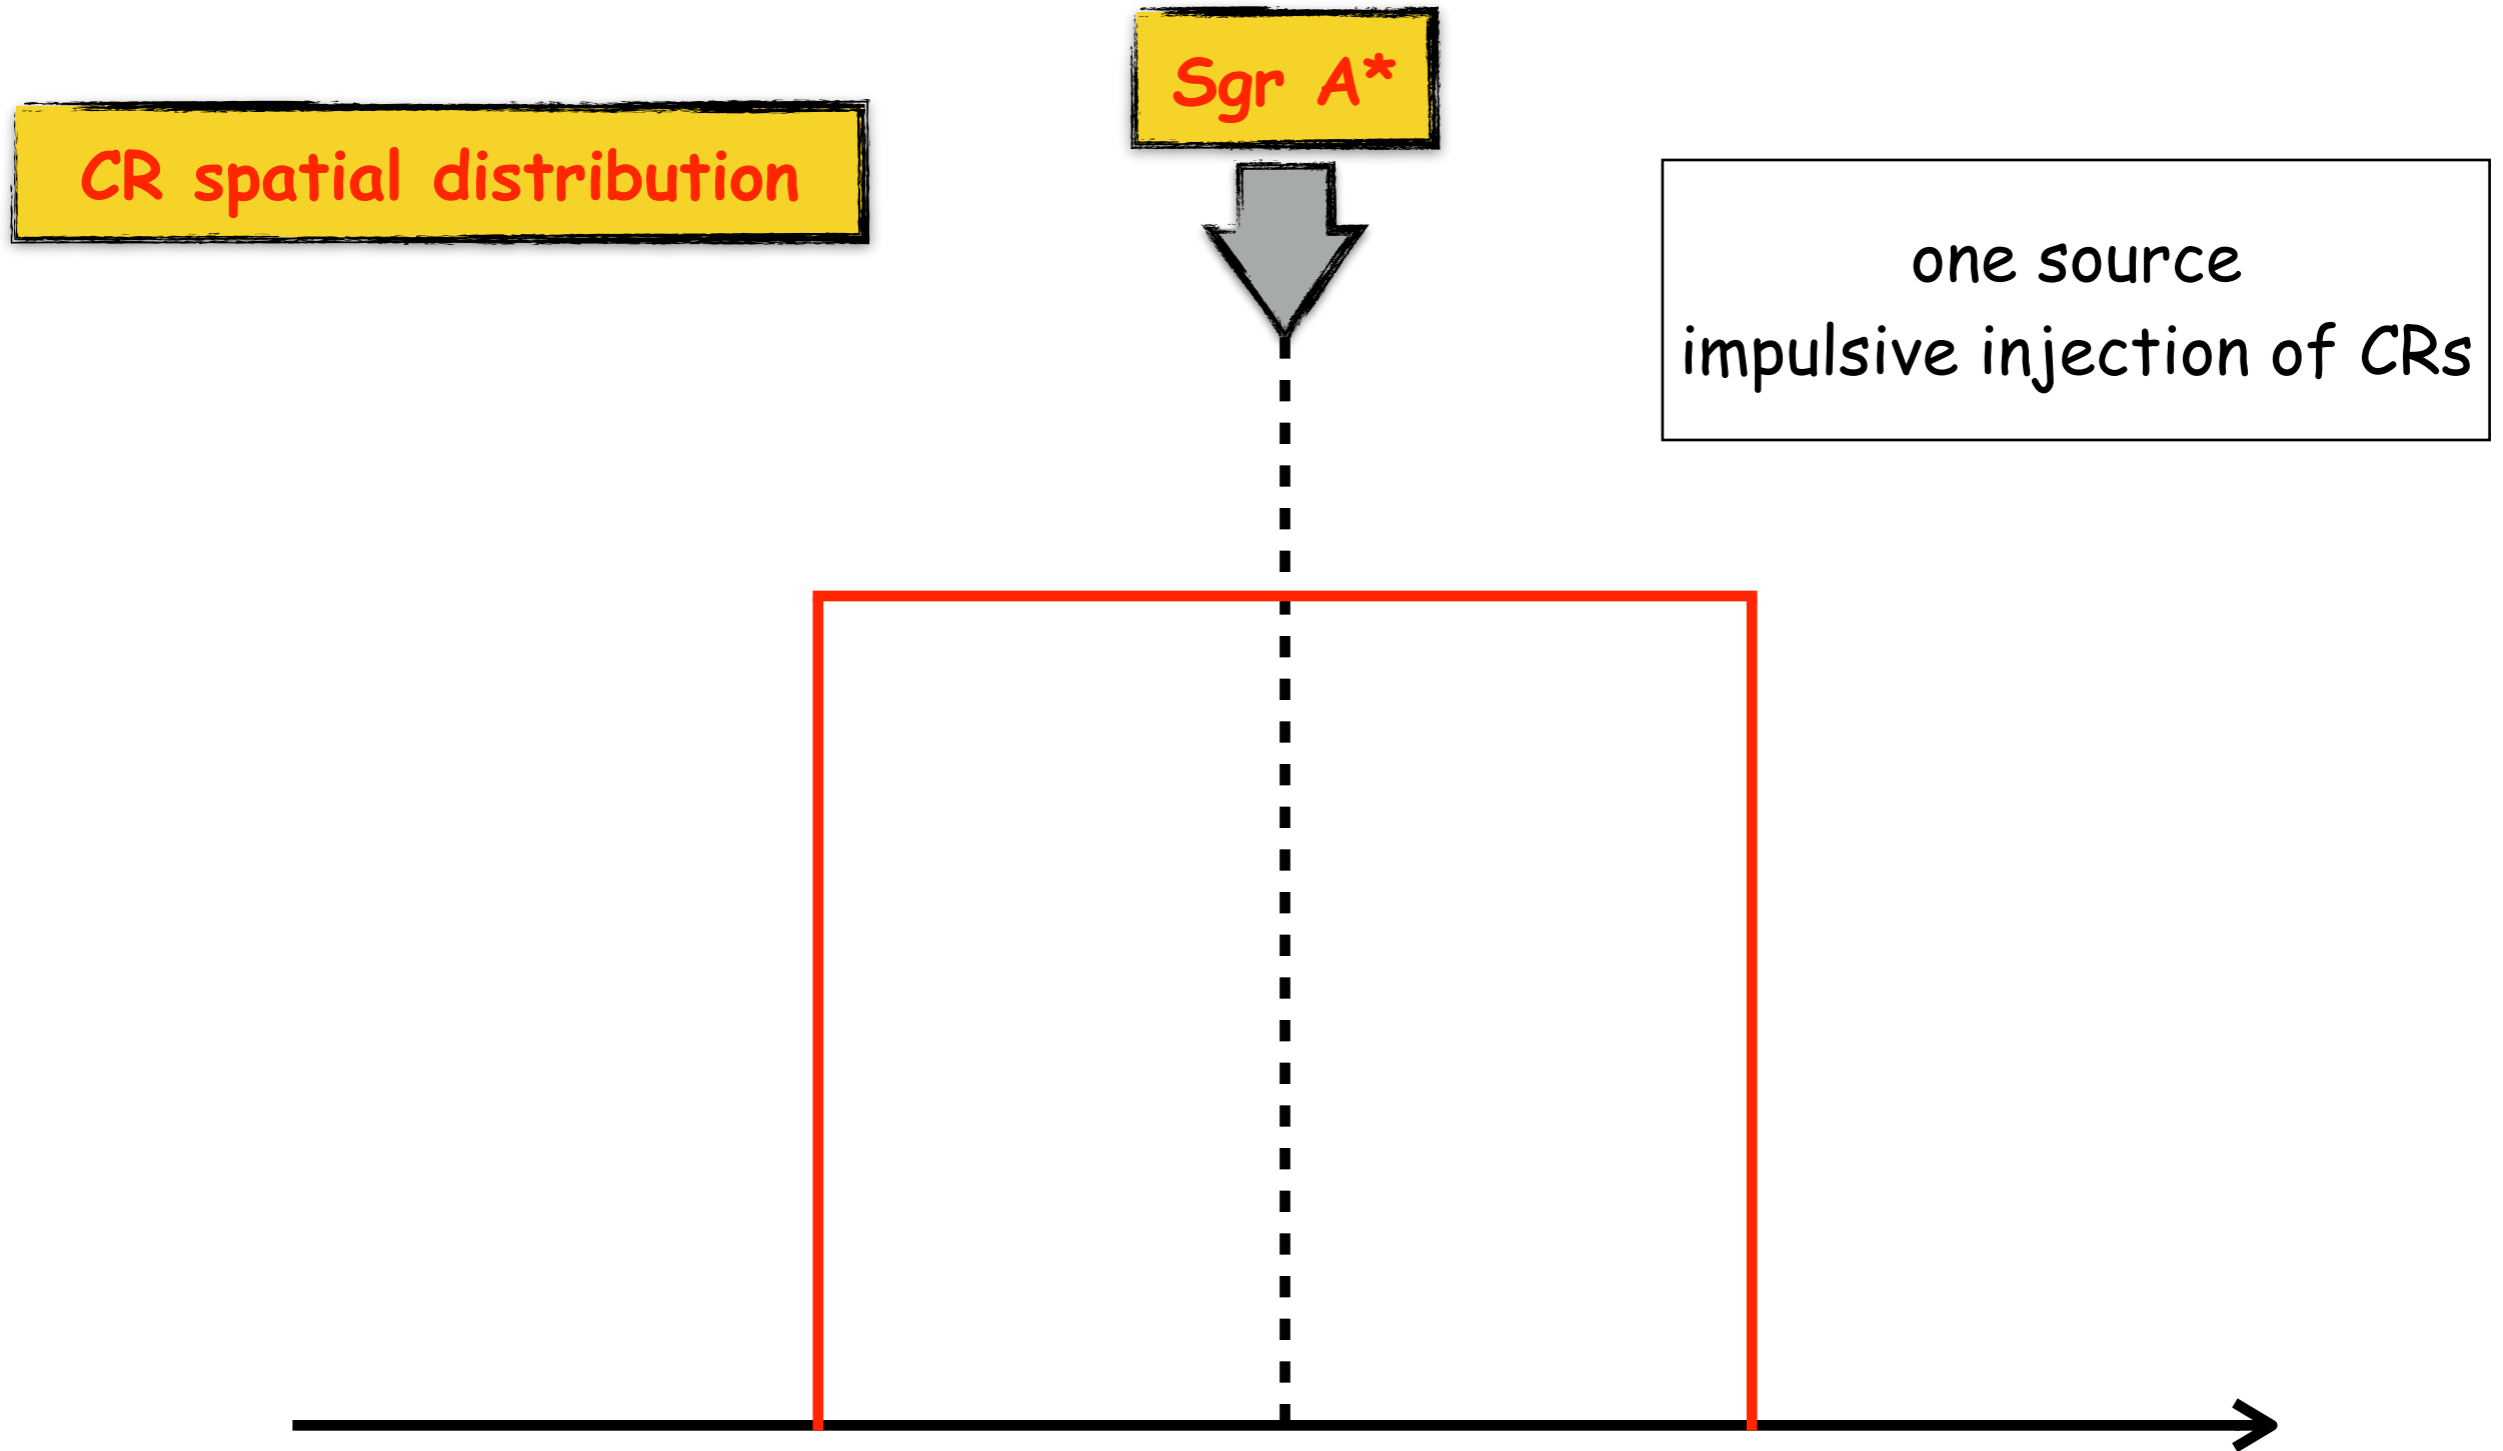 Sgr A*
CR spatial distribution
one source
impulsive injection of CRs